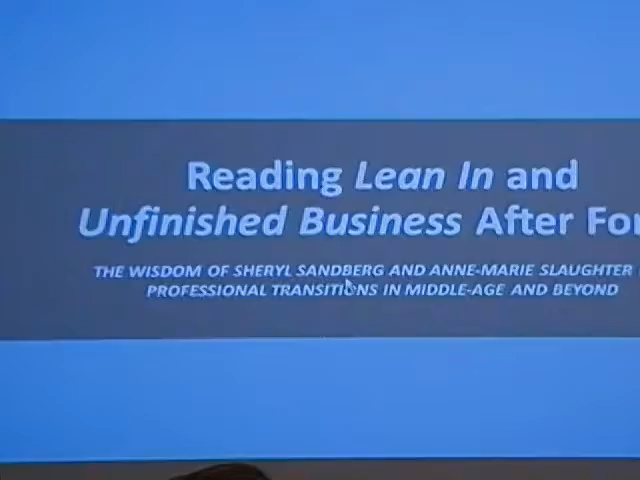 Reading Lean In and
Unfinished Business After For
THE WISDOM OF SHERYL SANDBERG AND ANNE-MARIE SLAUGHTER
PROFESSIONAL TRANSITIONS IN MIDDLE-AGE AND BEYOND